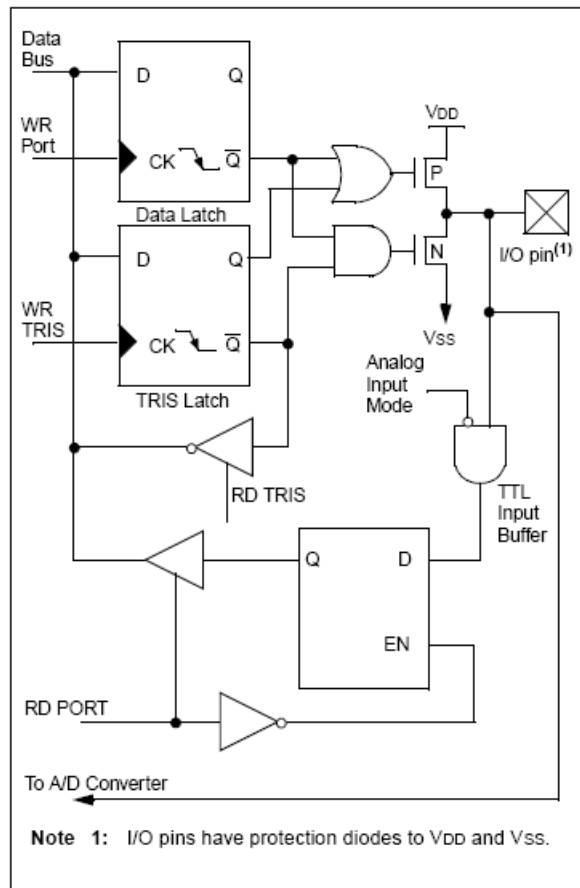 Data
Bus
D Q
WR
Port
CK Q̅
Data Latch
VDD
P
I/O pin(1)
D Q
N
WR
TRIS
CK Q̅
VSS
TRIS Latch
Analog
Input
Mode
RD TRIS
TTL
Input
Buffer
Q D
EN
RD PORT
To A/D Converter
Note 1: I/O pins have protection diodes to VDD and VSS.